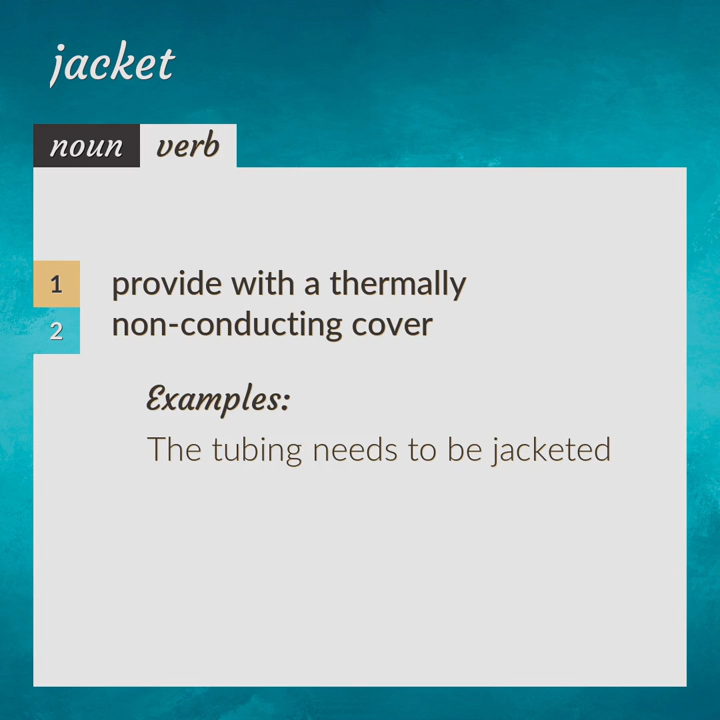 jacket
noun verb
1
2
provide with a thermally
non-conducting cover
Examples:
The tubing needs to be jacketed